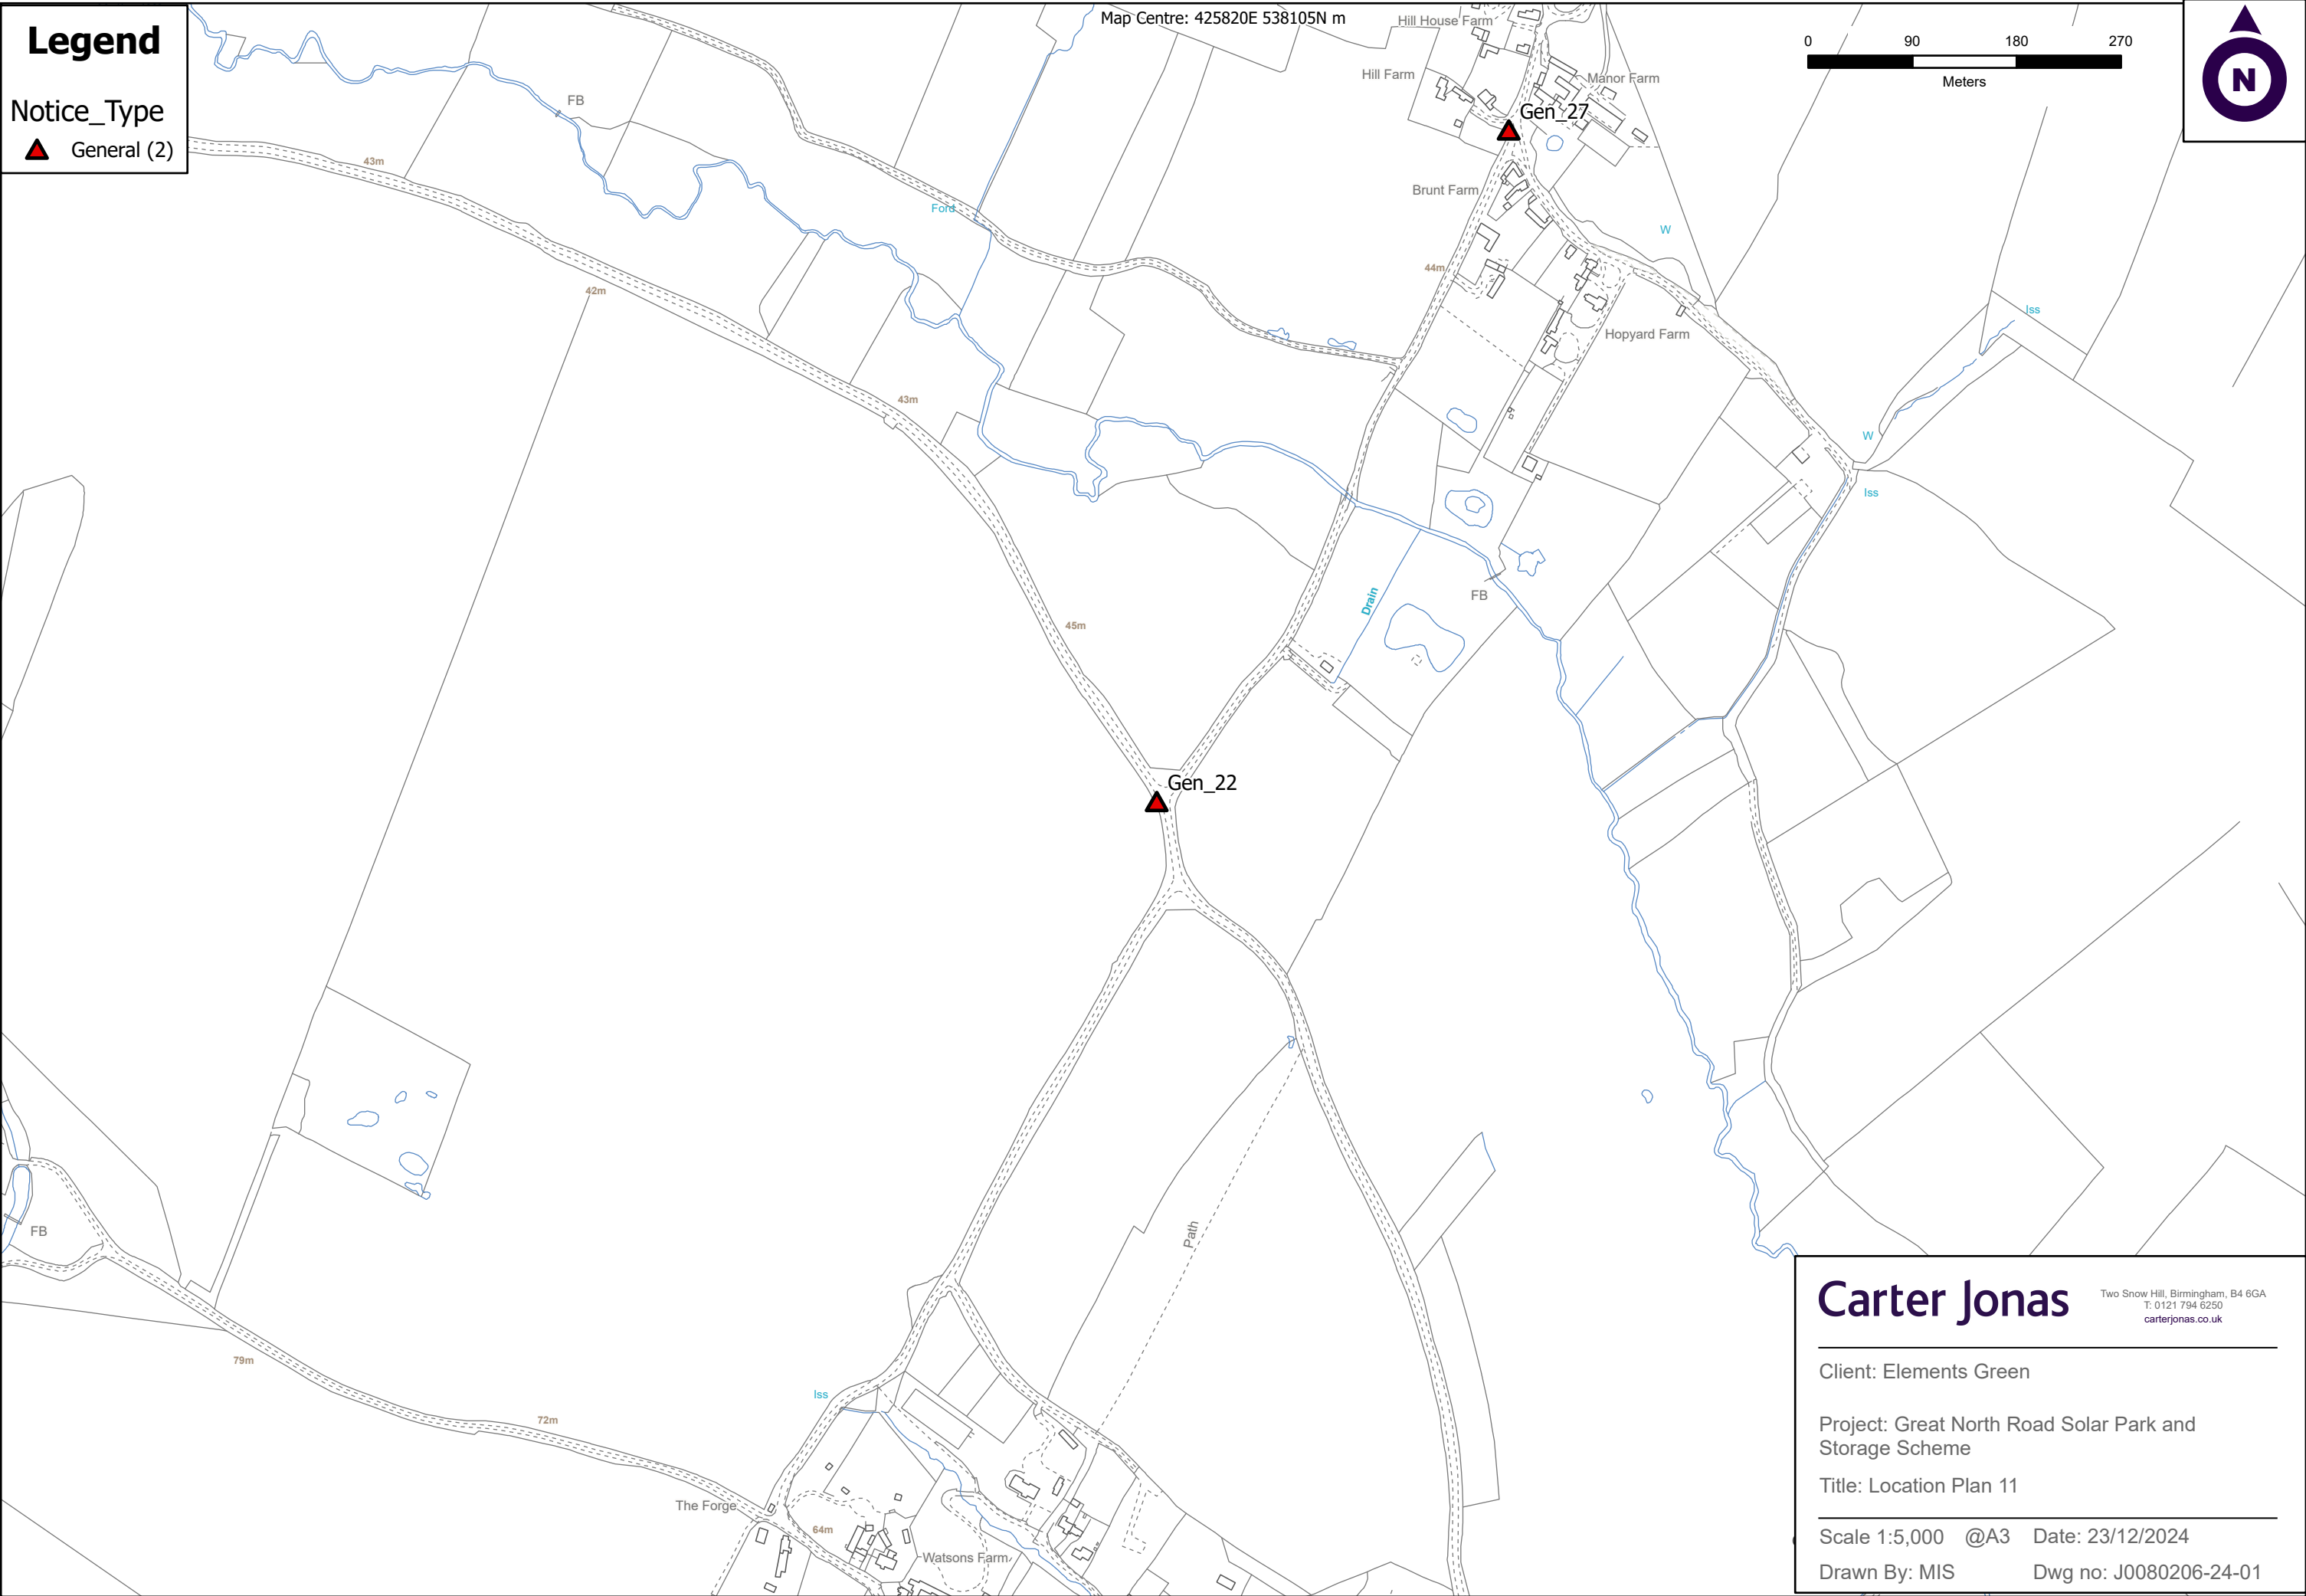 Legend
Notice_Type
General (2)
Map Centre: 425820E 538105N m
0 90 180 270
Meters
N
Hill House Farm
Hill Farm
Manor Farm
Gen_27
FB
43m
Brunt Farm
Ford
W
44m
42m
Iss
Hopyard Farm
43m
W
Iss
Drain
FB
45m
Gen_22
Path
FB
79m
Iss
72m
The Forge
64m
Watsons Farm
Carter Jonas
Two Snow Hill, Birmingham, B4 6GA
T: 0121 794 6250
carterjonas.co.uk
Client: Elements Green
Project: Great North Road Solar Park and
Storage Scheme
Title: Location Plan 11
Scale 1:5,000 @A3 Date: 23/12/2024
Drawn By: MIS Dwg no: J0080206-24-01